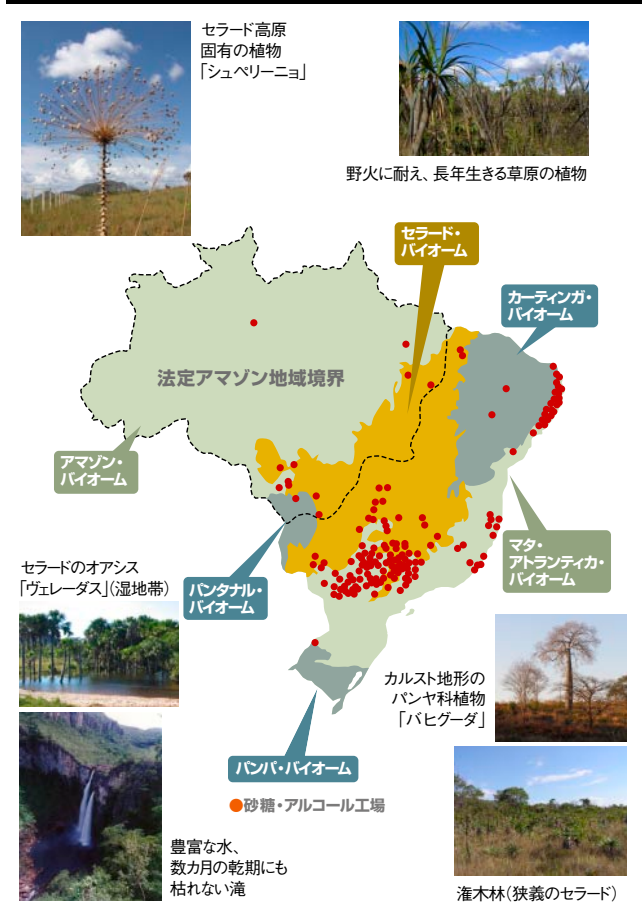 セラード高原
固有の植物
「シュペリーニョ」
野火に耐え、長年生きる草原の植物
セラード・
バイオーム
カーティンガ・
バイオーム
法定アマゾン地域境界
アマゾン・
バイオーム
マタ・
アトランティカ・
バイオーム
セラードのオアシス
「ヴェレーダス」(湿地帯)
パンタナル・
バイオーム
カルスト地形の
パンヤ科植物
「バヒグーダ」
パンパ・バイオーム
●砂糖・アルコール工場
豊富な水、
数カ月の乾期にも
枯れない滝
潅木林(狭義のセラード)